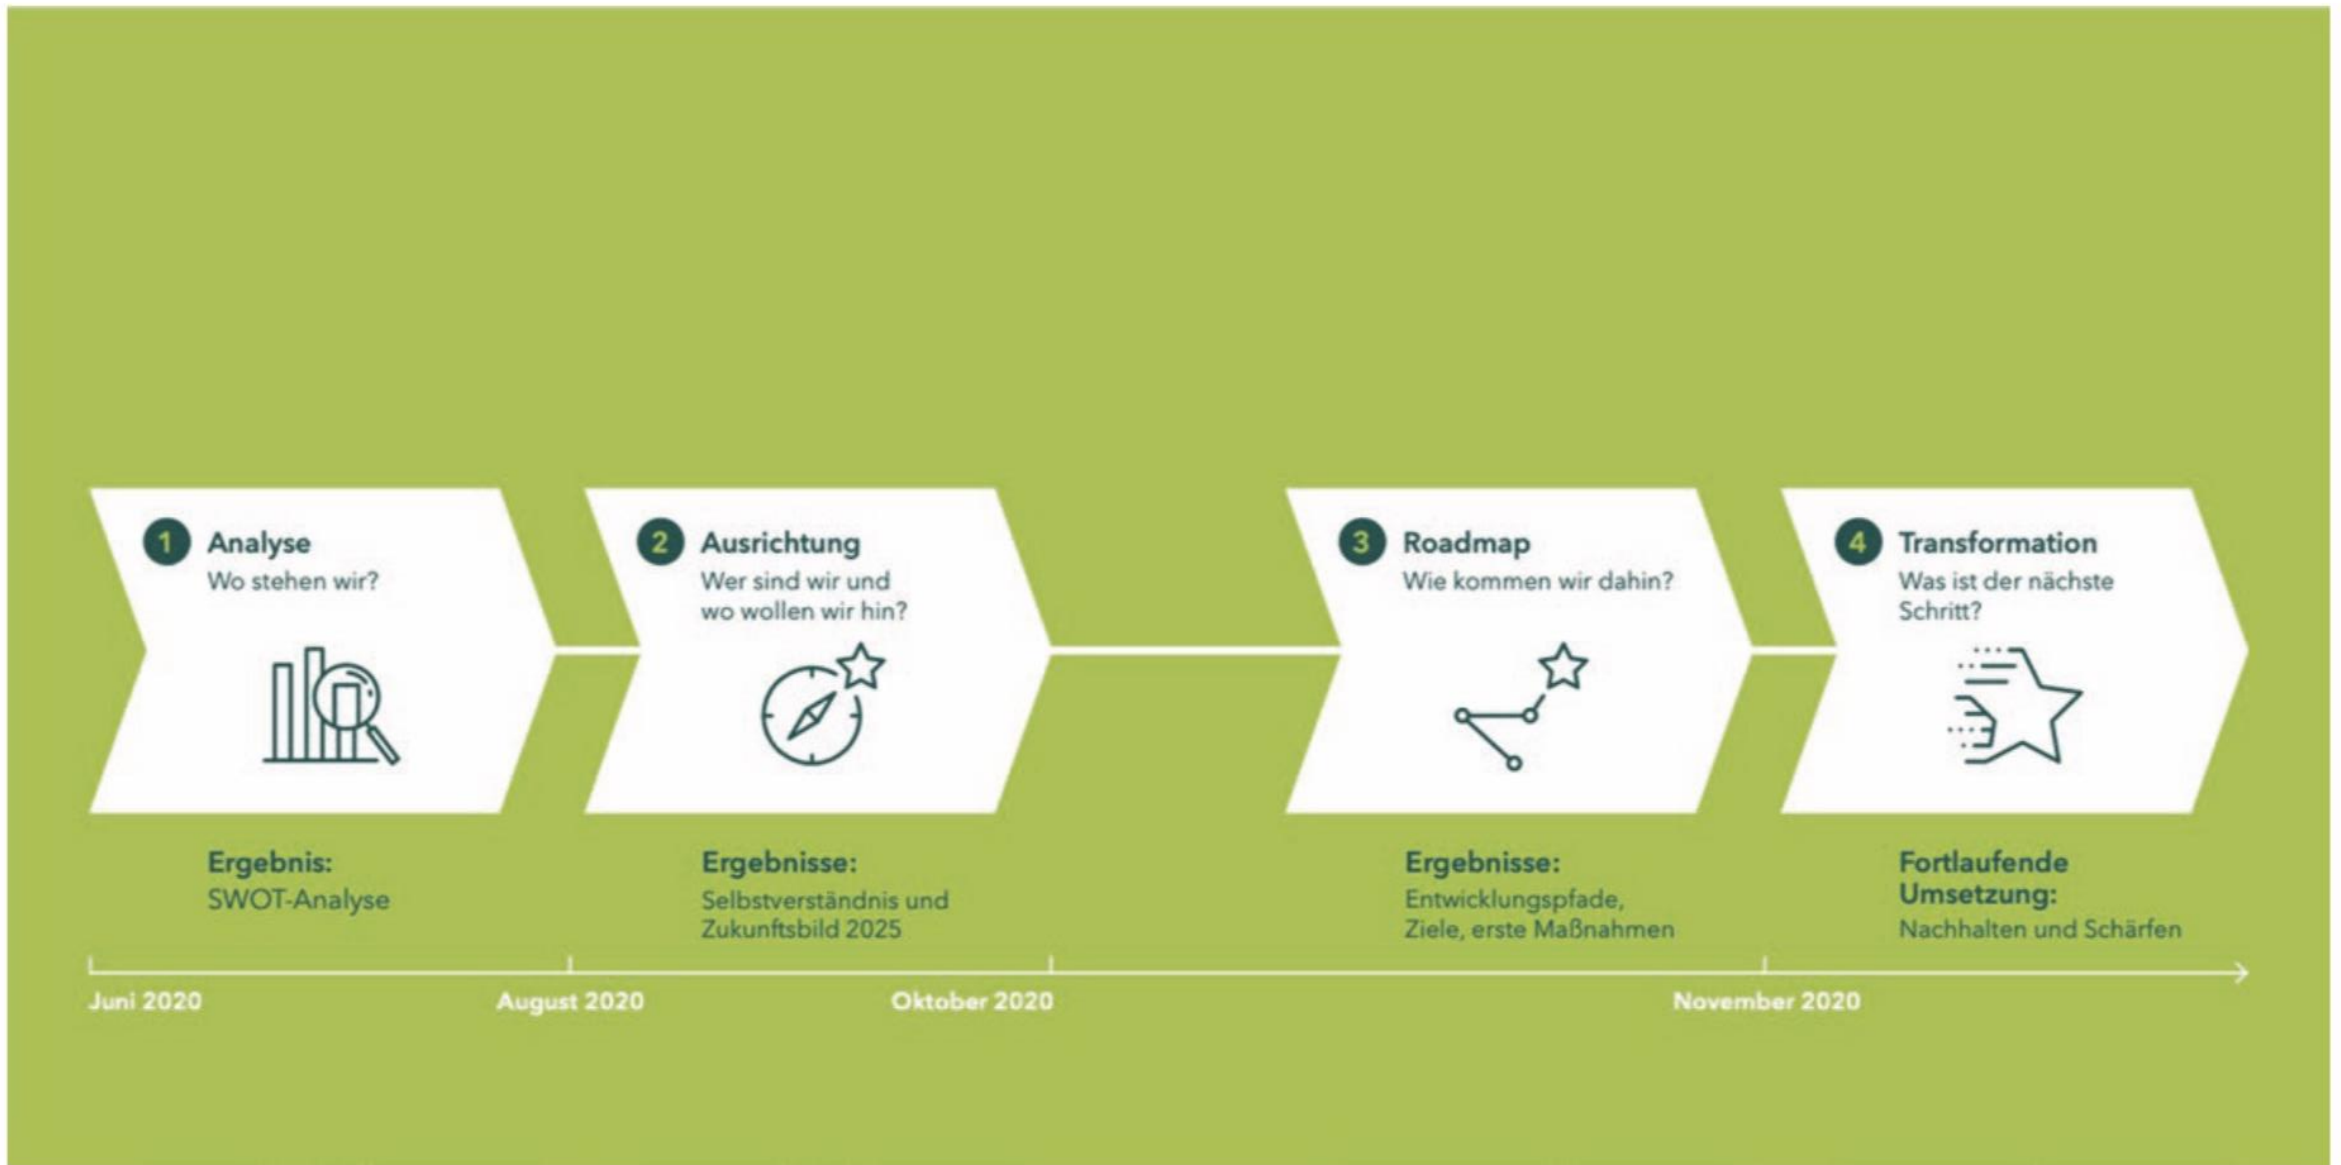 1 Analyse
Wo stehen wir?
2 Ausrichtung
Wer sind wir und
wo wollen wir hin?
3 Roadmap
Wie kommen wir dahin?
4 Transformation
Was ist der nächste
Schritt?
Ergebnis:
SWOT-Analyse
Ergebnisse:
Selbstverständnis und
Zukunftsbild 2025
Ergebnisse:
Entwicklungspfade,
Ziele, erste Maßnahmen
Fortlaufende
Umsetzung:
Nachhalten und Schärfen
Juni 2020
August 2020
Oktober 2020
November 2020